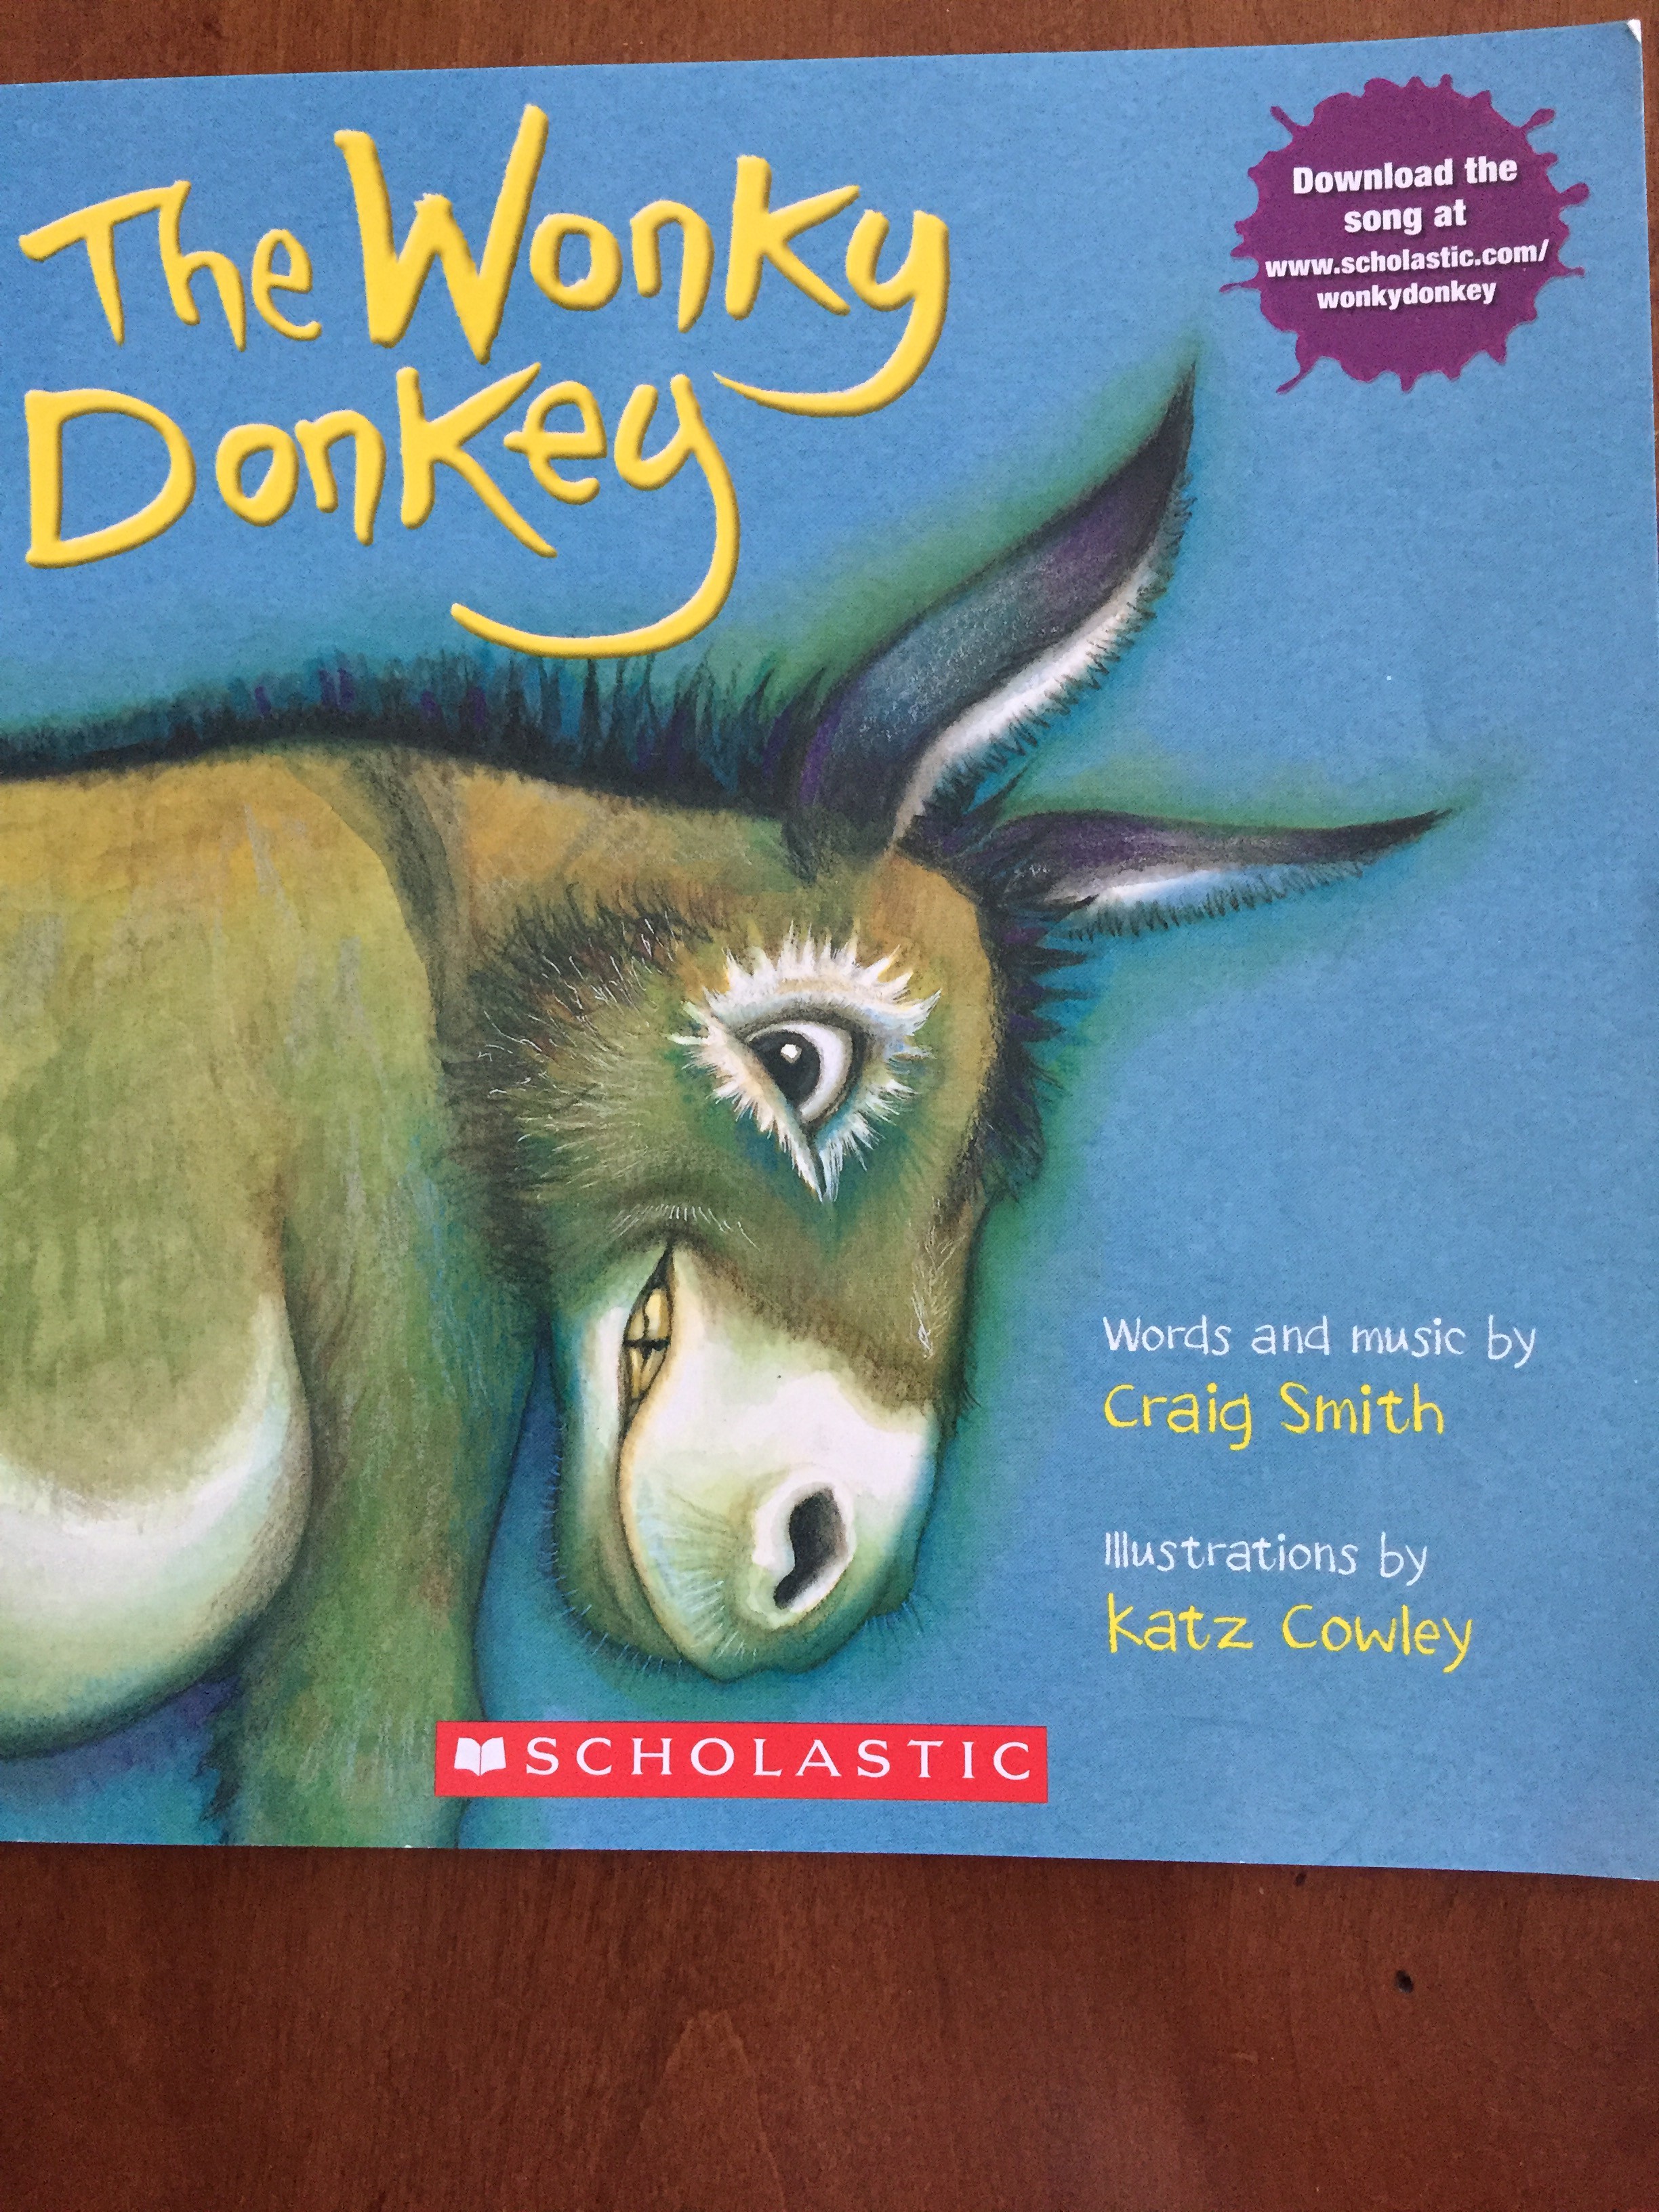 The Wonky
Donkey
Download the
song at
www.scholastic.com/
wonkydonkey
Words and music by
Craig Smith
Illustrations by
Katz Cowley
SCHOLASTIC